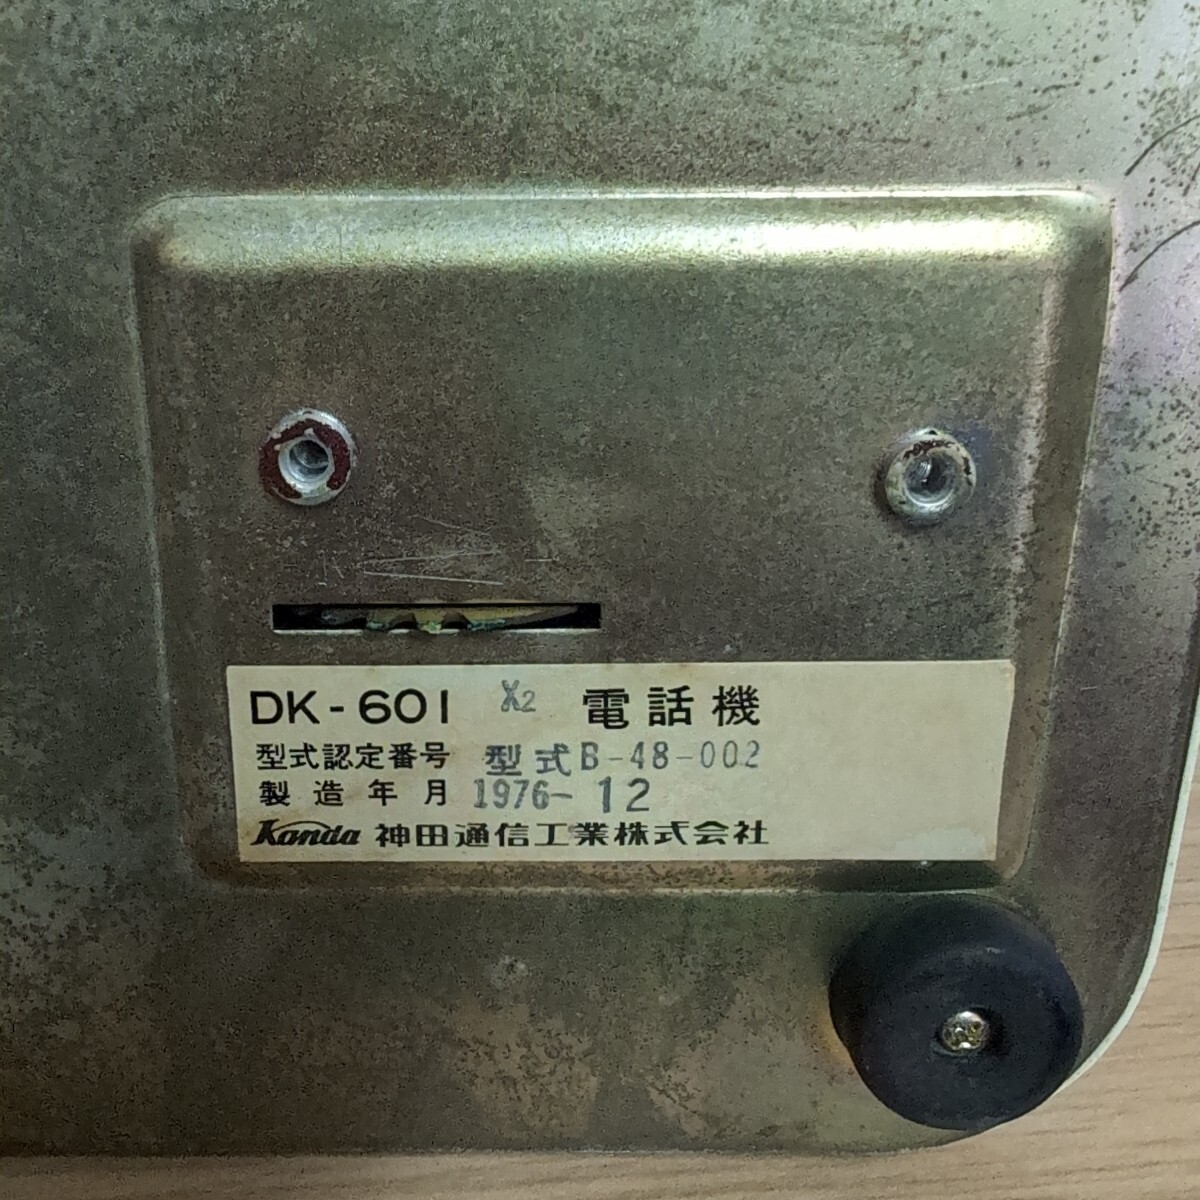 DK-601 X2 電話機
型式認定番号 型式B-48-002
製造年月 1976-12
Kanda 神田通信工業株式会社